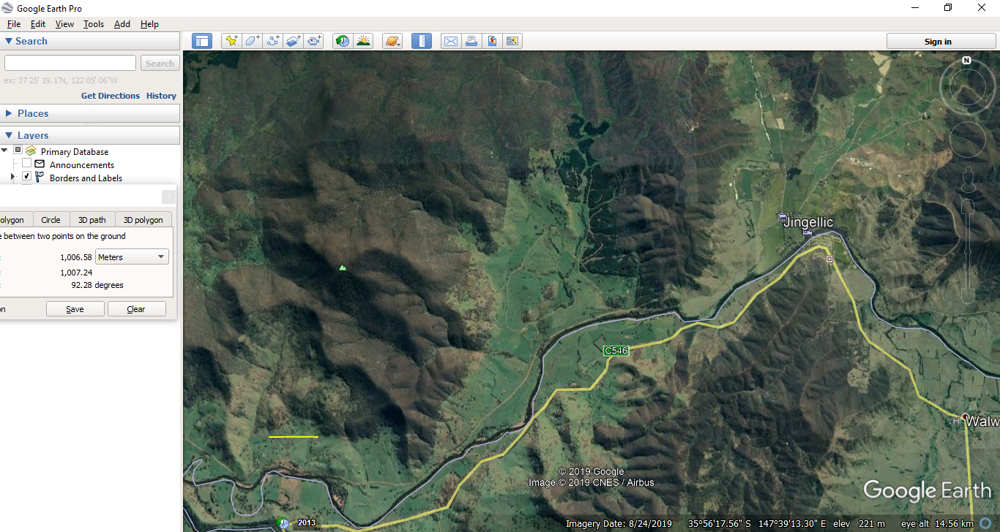 Google Earth Pro
File Edit View Tools Add Help
Search
Search
ex: 37 25' 19.1"N, 122 05' 06"W
Get Directions History
Places
Layers
Primary Database
Announcements
Borders and Labels
olygon Circle 3D path 3D polygon
e between two points on the ground
1,006.58 Meters
1,007.24
92.28 degrees
on Save Clear
Sign in
N
Jingellic
C546
H Walw
© 2019 Google
Image © 2019 CNES / Airbus
Google Earth
2013
Imagery Date: 8/24/2019 35°56'17.56" S 147°39'13.30" E elev 221 m eye alt 14.56 km